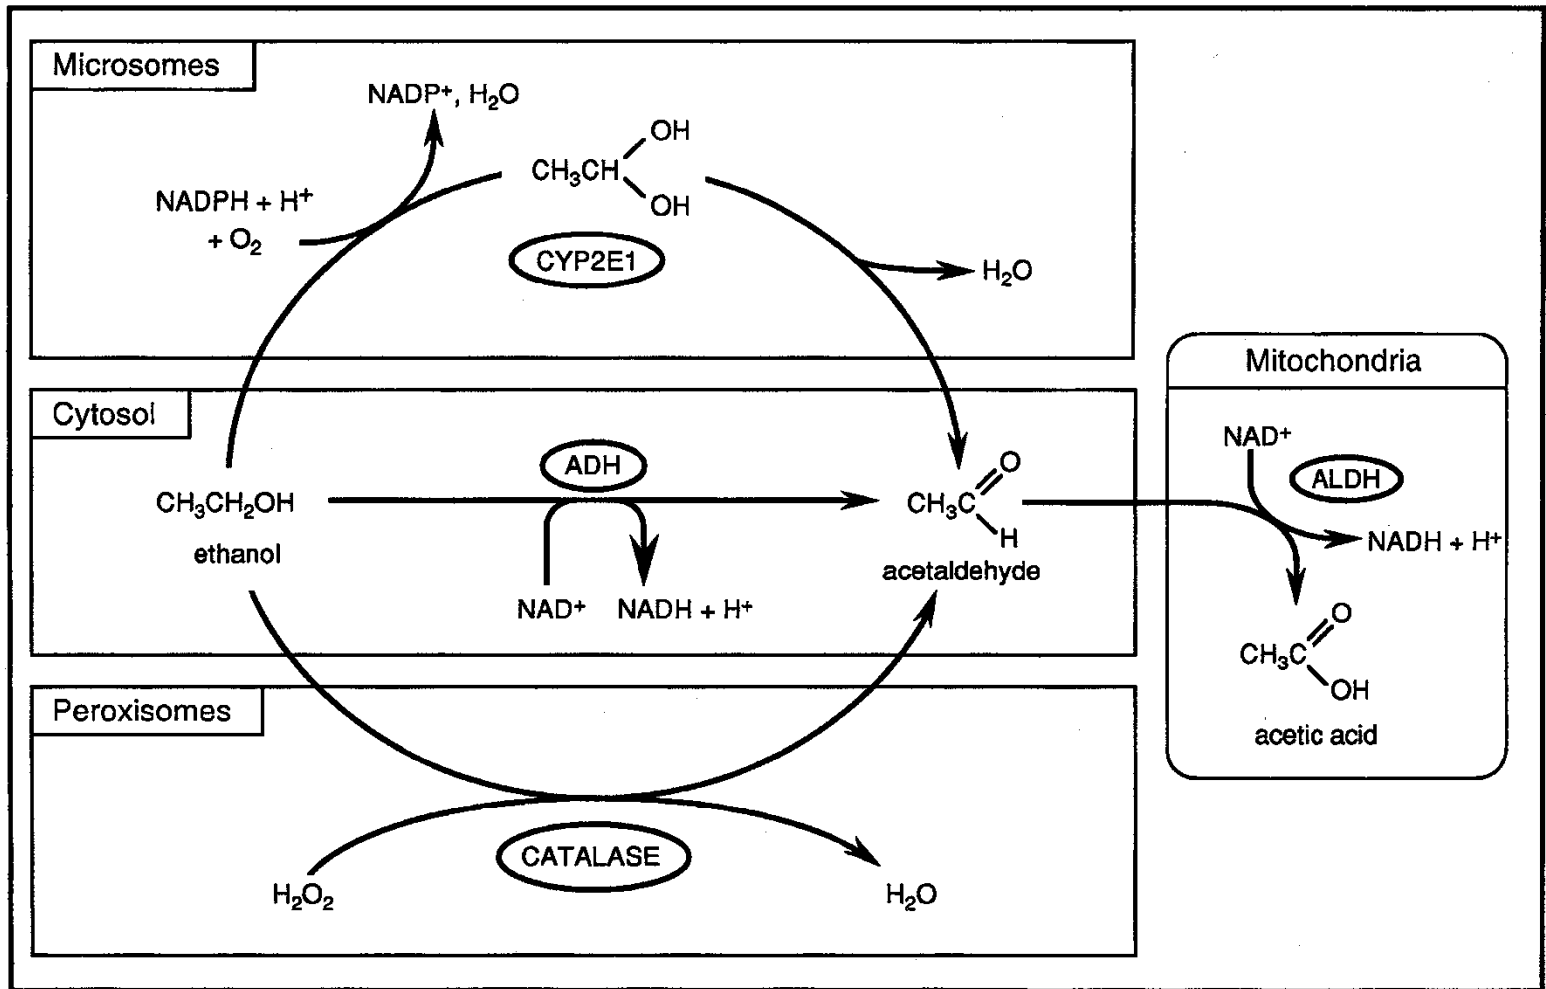 Microsomes
NADP⁺, H₂O
OH
CH₃CH
OH
NADPH + H⁺
+ O₂
CYP2E1
H₂O
Mitochondria
NAD⁺
ALDH
NADH + H⁺
O
CH₃C
OH
acetic acid
Cytosol
ADH
CH₃CH₂OH
ethanol
O
CH₃C
H
acetaldehyde
NAD⁺
NADH + H⁺
Peroxisomes
CATALASE
H₂O₂
H₂O